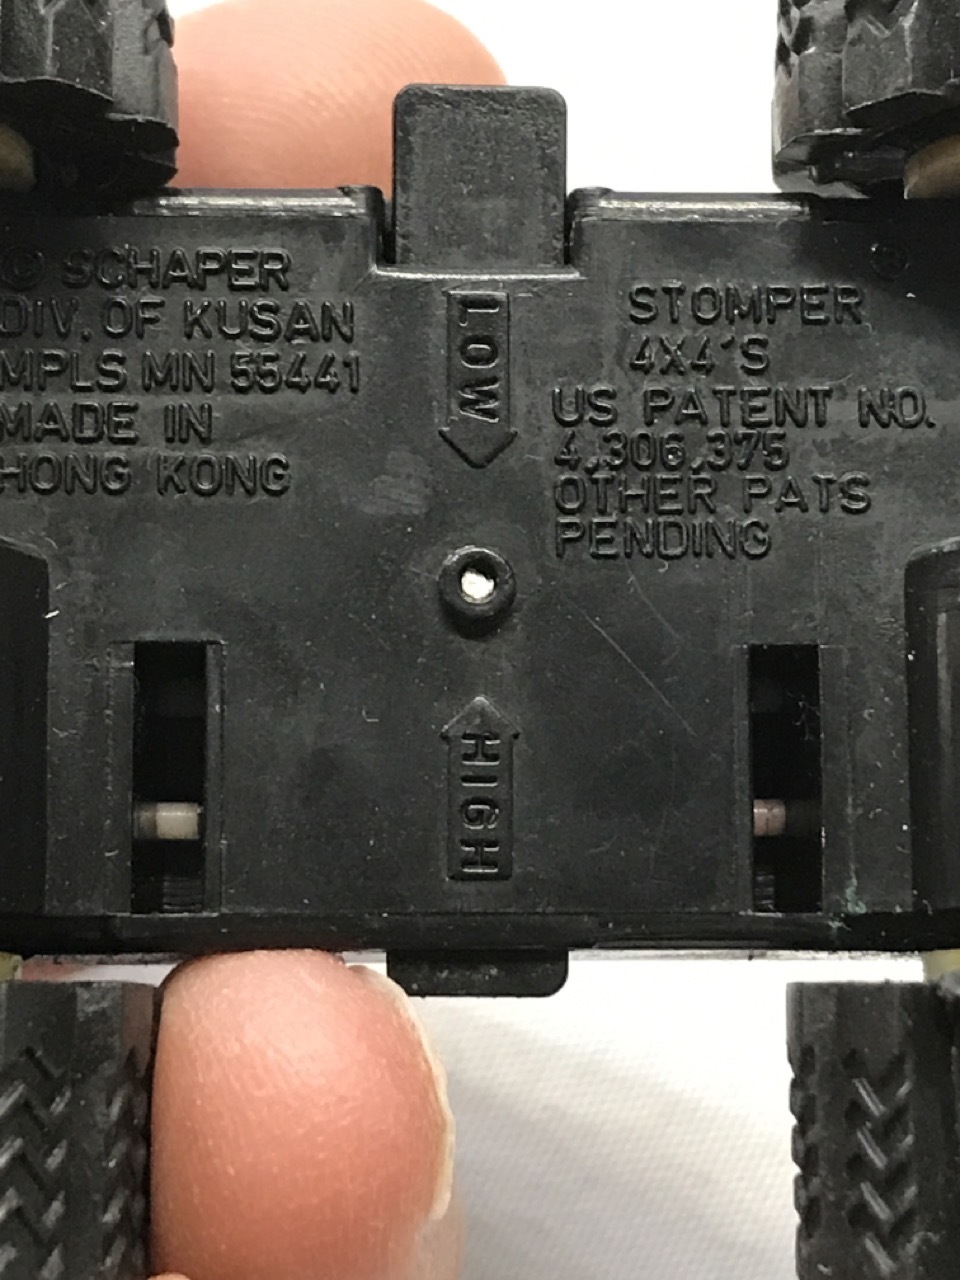 © SCHAPER
DIV. OF KUSAN
MPLS MN 55441
MADE IN
HONG KONG
LOW
®
STOMPER
4X4'S
US PATENT NO.
4,306,375
OTHER PATS
PENDING
HIGH